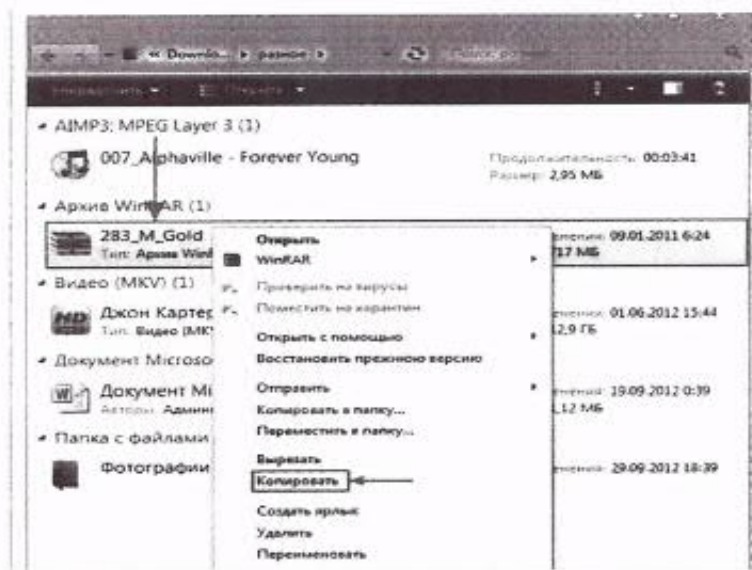 « Downlo... ▸ разное ▸
AIMP3: MPEG Layer 3 (1)
007_Alphaville - Forever Young
Продолжительность: 00:03:41
Размер: 2,95 МБ
Архив WinRAR (1)
283_M_Gold
09.01.2011 6:24
Тип: Архив Win
717 МБ
Видео (MKV) (1)
Джон Картер
01.06.2012 15:44
Тип: Видео (MK
12,9 ГБ
Документ Microso
Документ Mi
19.09.2012 0:39
Авторы: Админи
1,12 МБ
Папка с файлами
Фотографии
29.09.2012 18:39
Открыть
WinRAR
Проверить на вирусы
Поместить на карантин
Открыть с помощью
Восстановить прежнюю версию
Отправить
Копировать в папку...
Переместить в папку...
Вырезать
Копировать
Создать ярлык
Удалить
Переименовать